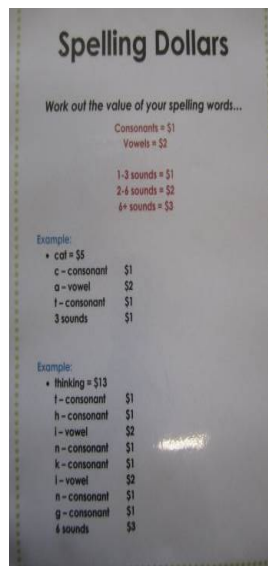 Spelling Dollars
Work out the value of your spelling words...
Consonants = $1
Vowels = $2
1-3 sounds = $1
2-6 sounds = $2
6+ sounds = $3
Example:
• cat = $5
c - consonant $1
a - vowel $2
t - consonant $1
3 sounds $1
Example:
• thinking = $13
t - consonant $1
h - consonant $1
i - vowel $2
n - consonant $1
k - consonant $1
i - vowel $2
n - consonant $1
g - consonant $1
6 sounds $3